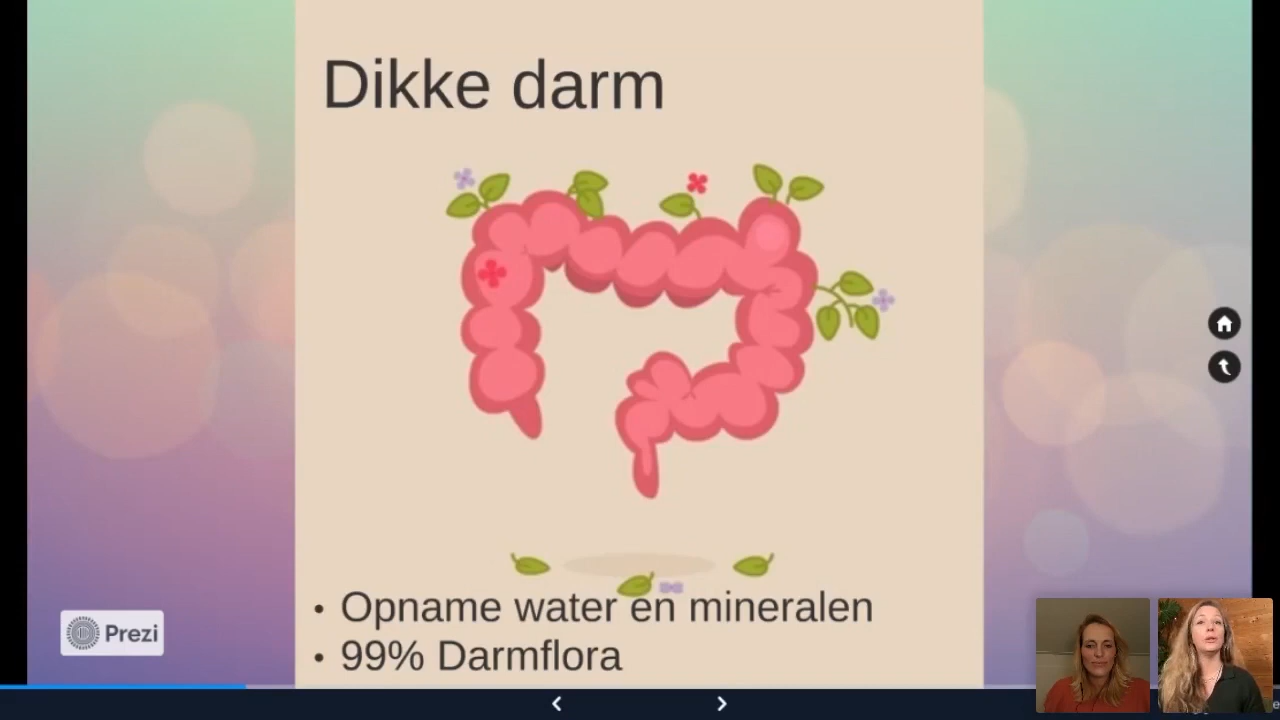 Dikke darm
• Opname water en mineralen
• 99% Darmflora
Prezi